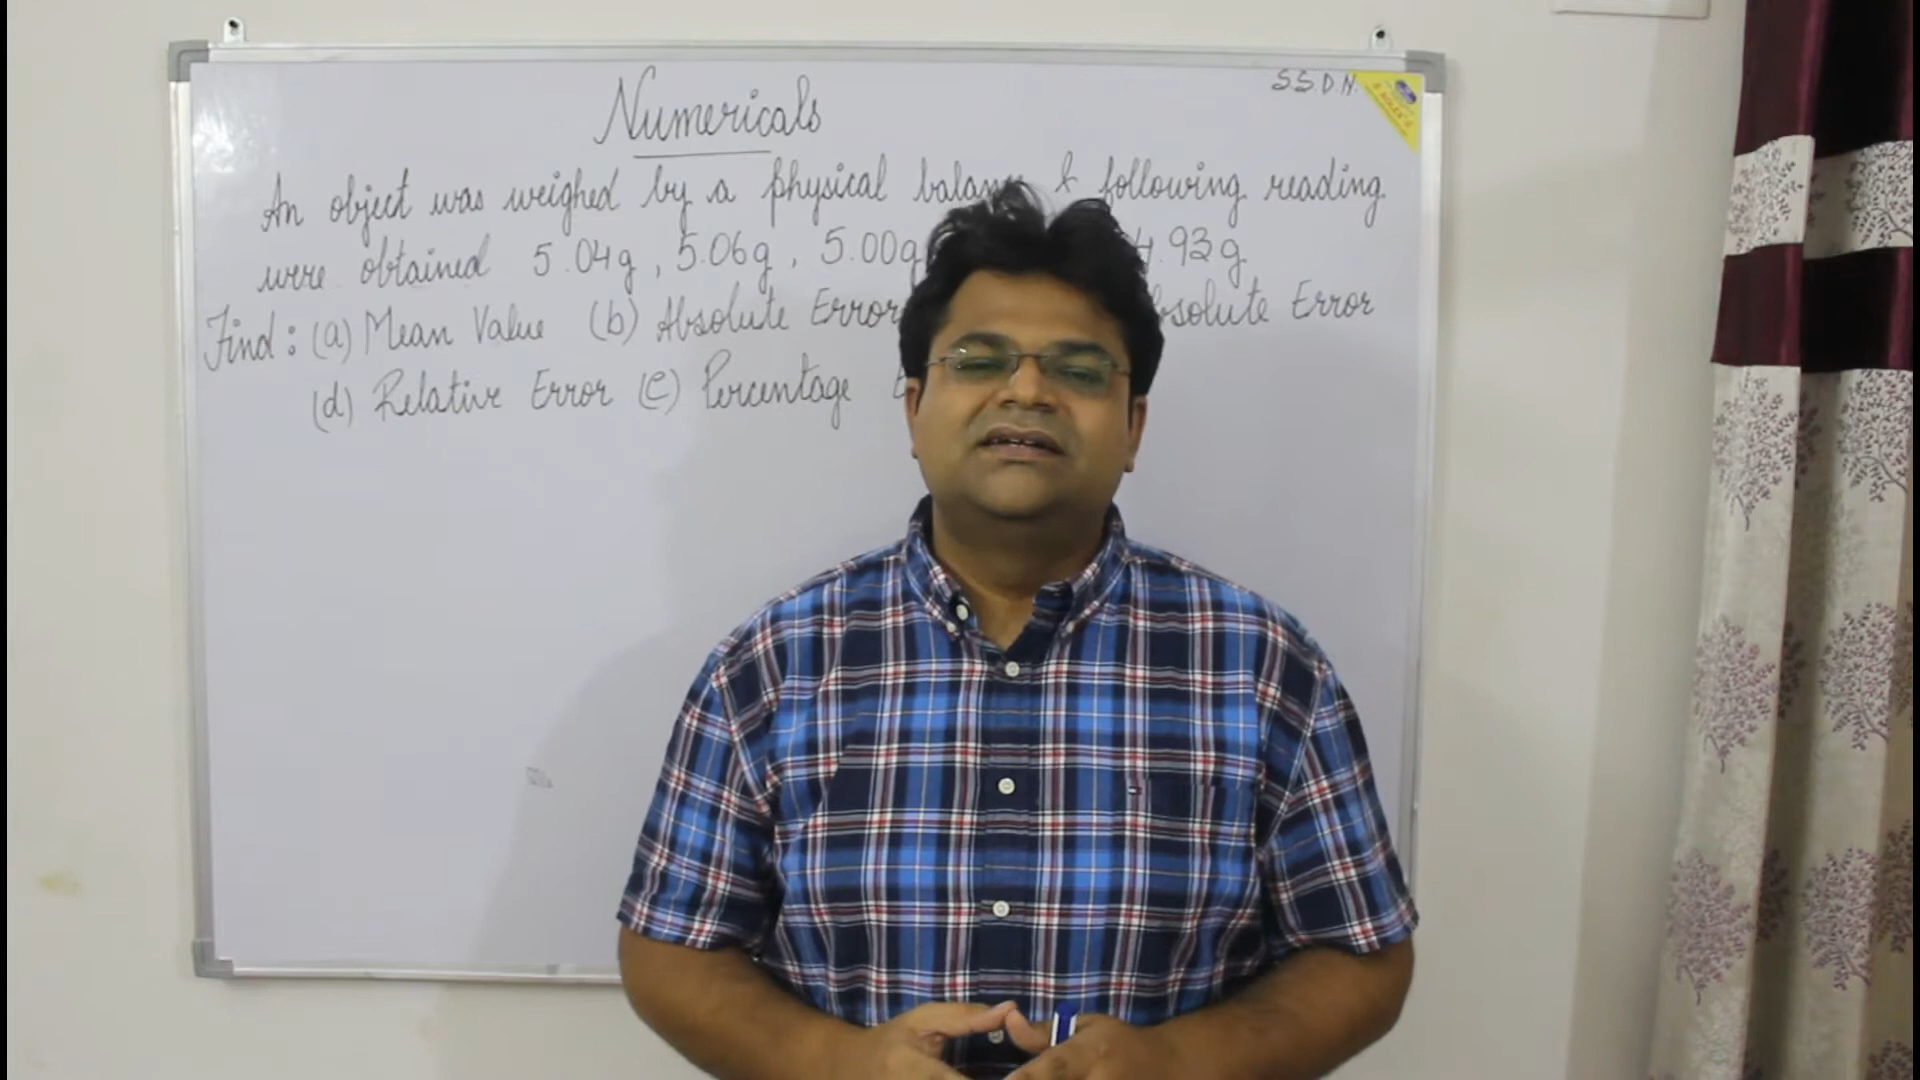 S.S.D.N.
Numericals
An object was weighed by a physical balance & following reading
were obtained 5.04g, 5.06g, 5.00g 4.93g.
Find: (a) Mean Value (b) Absolute Error Absolute Error
(d) Relative Error (e) Percentage